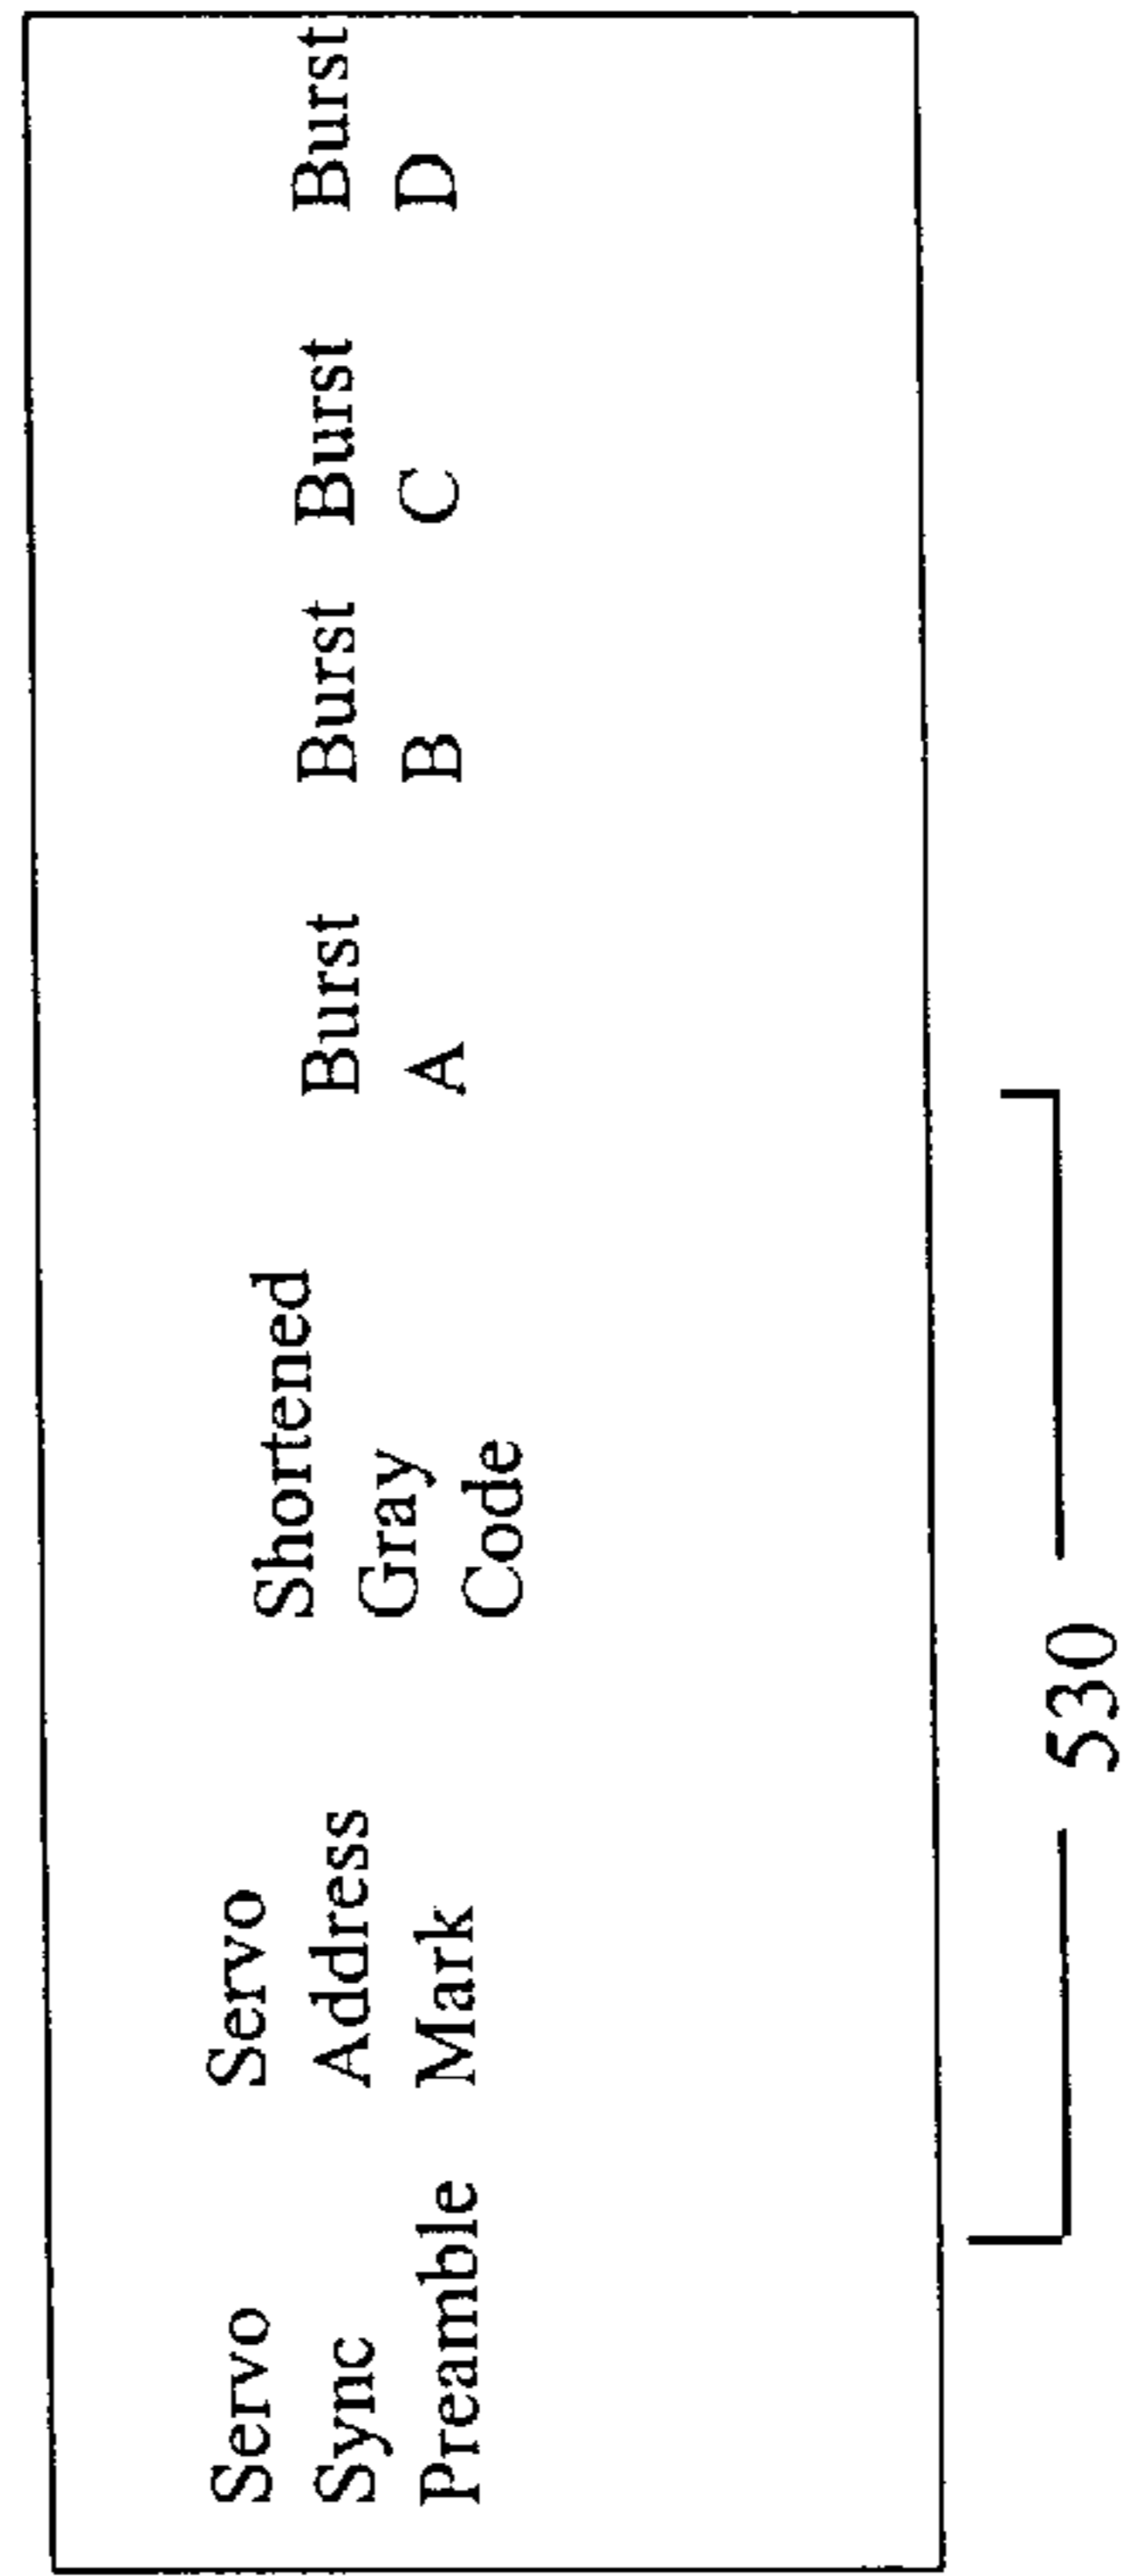 Servo
Sync
Preamble
Servo
Address
Mark
Shortened
Gray
Code
Burst
A
Burst
B
Burst
C
Burst
D
530